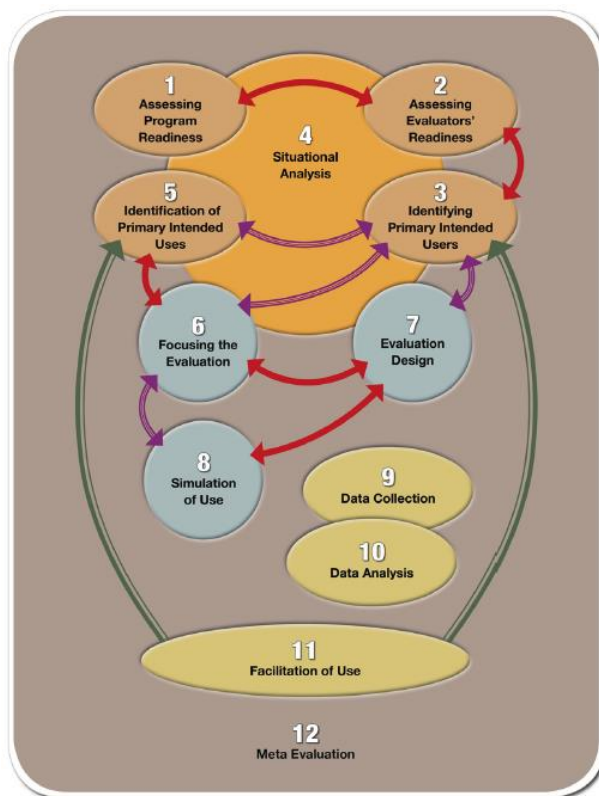 1
Assessing
Program
Readiness
2
Assessing
Evaluators'
Readiness
4
Situational
Analysis
5
Identification of
Primary Intended
Uses
3
Identifying
Primary Intended
Users
6
Focusing the
Evaluation
7
Evaluation
Design
8
Simulation
of Use
9
Data Collection
10
Data Analysis
11
Facilitation of Use
12
Meta Evaluation